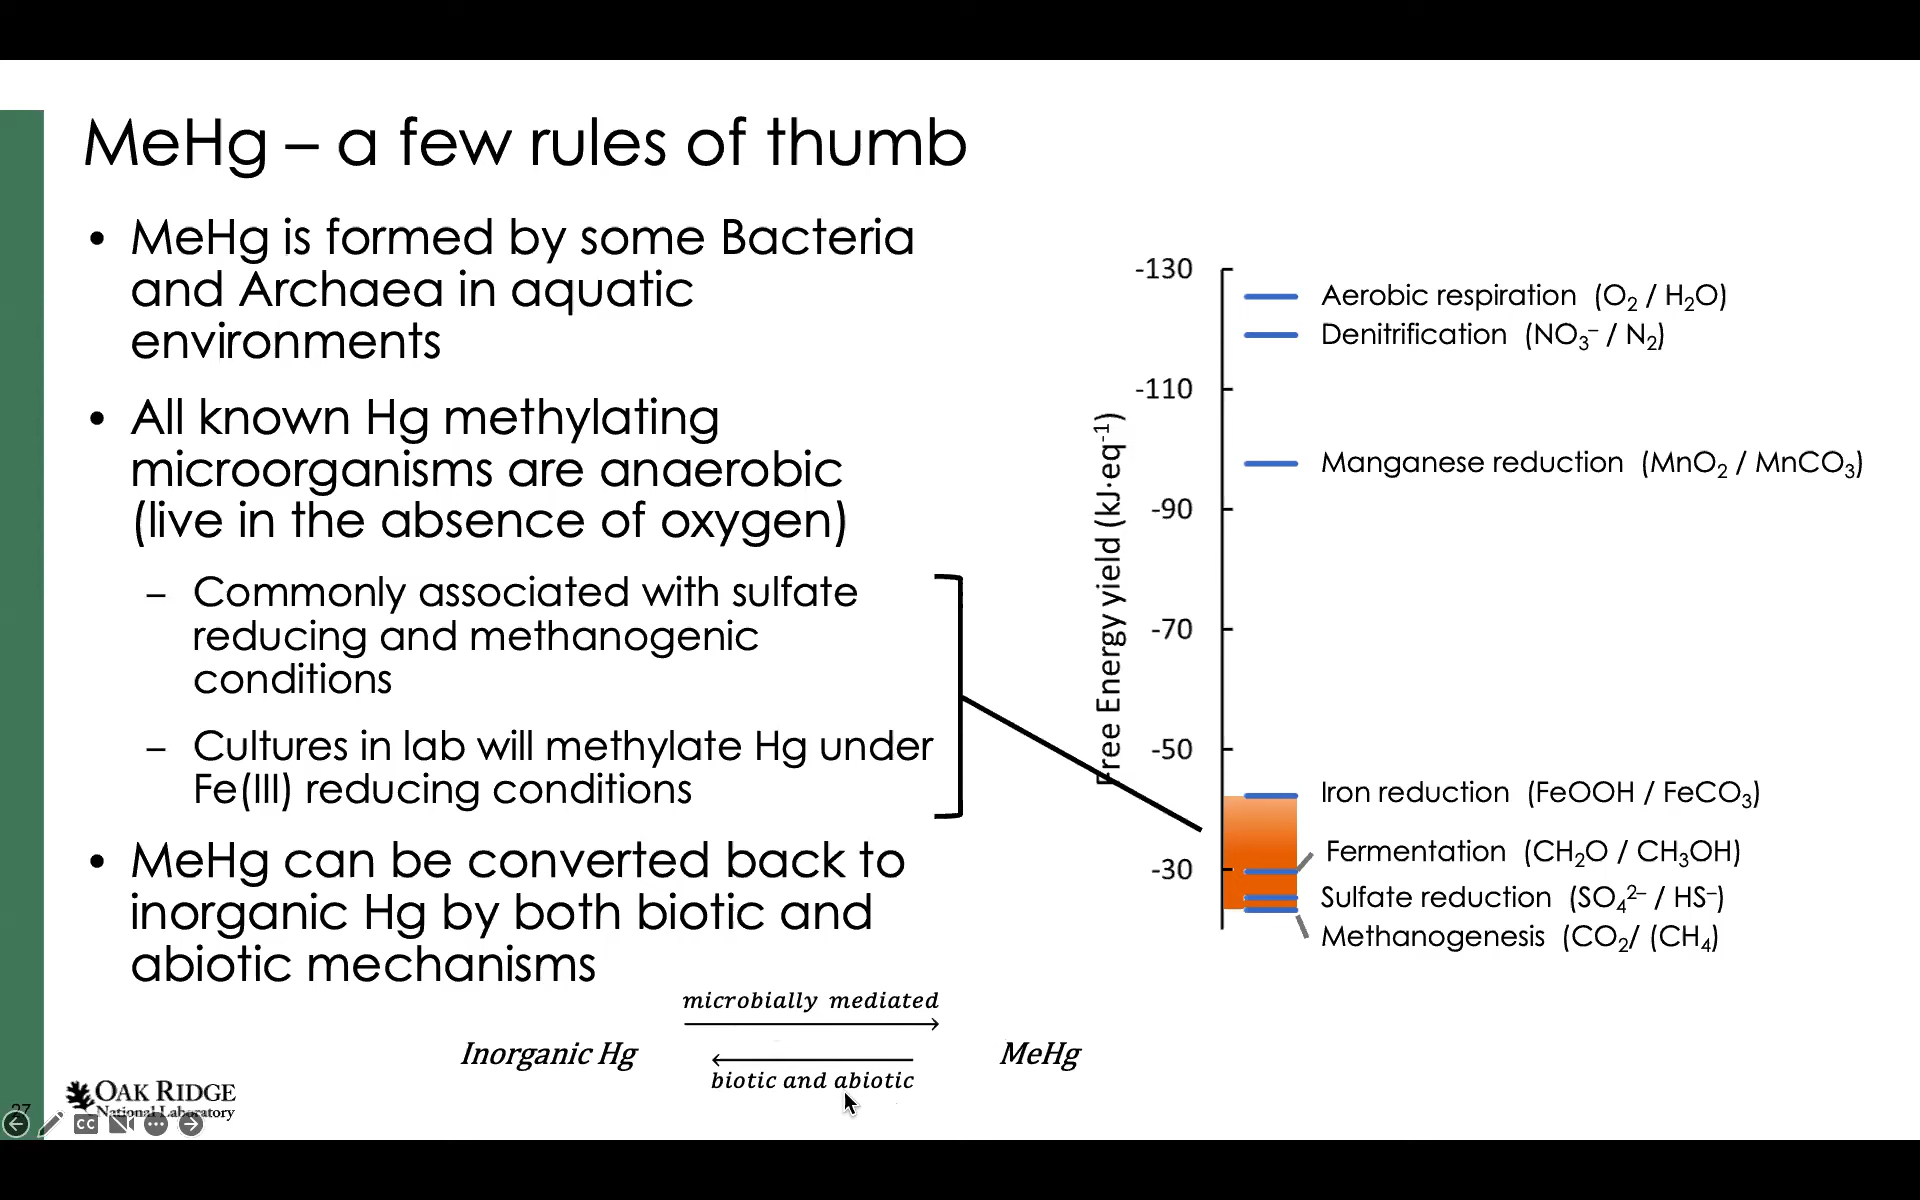 MeHg – a few rules of thumb
• MeHg is formed by some Bacteria
and Archaea in aquatic
environments
• All known Hg methylating
microorganisms are anaerobic
(live in the absence of oxygen)
– Commonly associated with sulfate
reducing and methanogenic
conditions
– Cultures in lab will methylate Hg under
Fe(III) reducing conditions
• MeHg can be converted back to
inorganic Hg by both biotic and
abiotic mechanisms
microbially mediated
Inorganic Hg
MeHg
biotic and abiotic
Free Energy yield (kJ·eq⁻¹)
-130
-110
-90
-70
-50
-30
Aerobic respiration (O₂ / H₂O)
Denitrification (NO₃⁻ / N₂)
Manganese reduction (MnO₂ / MnCO₃)
Iron reduction (FeOOH / FeCO₃)
Fermentation (CH₂O / CH₃OH)
Sulfate reduction (SO₄²⁻ / HS⁻)
Methanogenesis (CO₂/ (CH₄)
OAK RIDGE
National Laboratory
27
CC